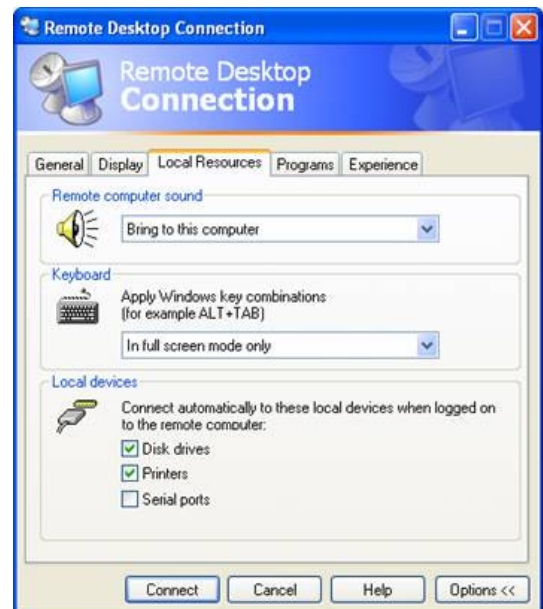 Remote Desktop Connection
Remote Desktop
Connection
General Display Local Resources Programs Experience
Remote computer sound
Bring to this computer
Keyboard
Apply Windows key combinations
(for example ALT+TAB)
In full screen mode only
Local devices
Connect automatically to these local devices when logged on
to the remote computer:
Disk drives
Printers
Serial ports
Connect Cancel Help Options <<